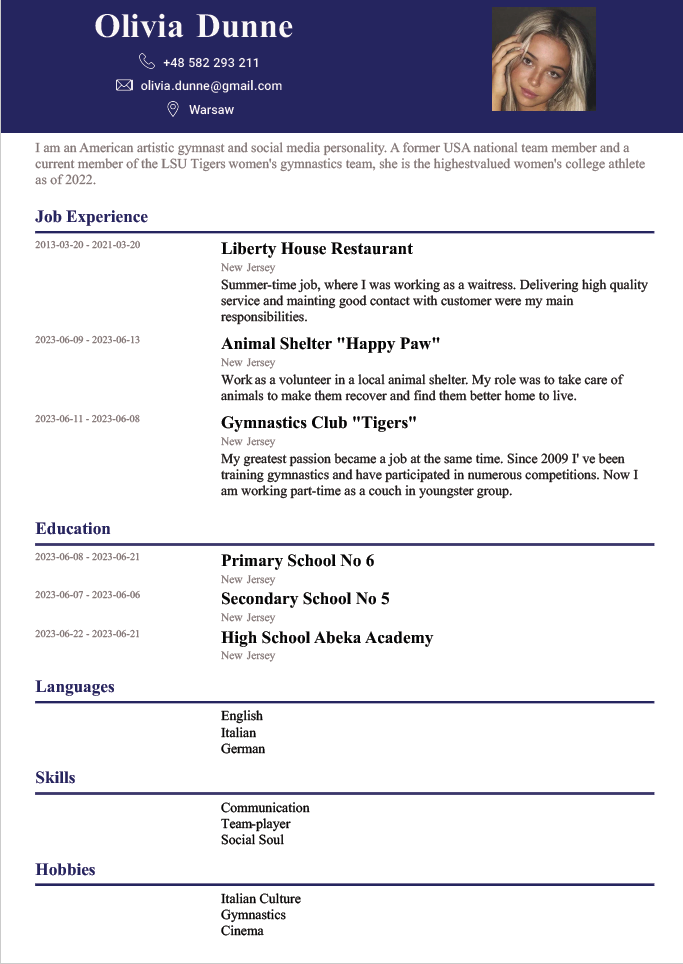 Olivia Dunne
+48 582 293 211
olivia.dunne@gmail.com
Warsaw
I am an American artistic gymnast and social media personality. A former USA national team member and a
current member of the LSU Tigers women's gymnastics team, she is the highestvalued women's college athlete
as of 2022.
Job Experience
2013-03-20 - 2021-03-20
Liberty House Restaurant
New Jersey
Summer-time job, where I was working as a waitress. Delivering high quality
service and mainting good contact with customer were my main
responsibilities.
2023-06-09 - 2023-06-13
Animal Shelter "Happy Paw"
New Jersey
Work as a volunteer in a local animal shelter. My role was to take care of
animals to make them recover and find them better home to live.
2023-06-11 - 2023-06-08
Gymnastics Club "Tigers"
New Jersey
My greatest passion became a job at the same time. Since 2009 I' ve been
training gymnastics and have participated in numerous competitions. Now I
am working part-time as a couch in youngster group.
Education
2023-06-08 - 2023-06-21
Primary School No 6
New Jersey
2023-06-07 - 2023-06-06
Secondary School No 5
New Jersey
2023-06-22 - 2023-06-21
High School Abeka Academy
New Jersey
Languages
English
Italian
German
Skills
Communication
Team-player
Social Soul
Hobbies
Italian Culture
Gymnastics
Cinema